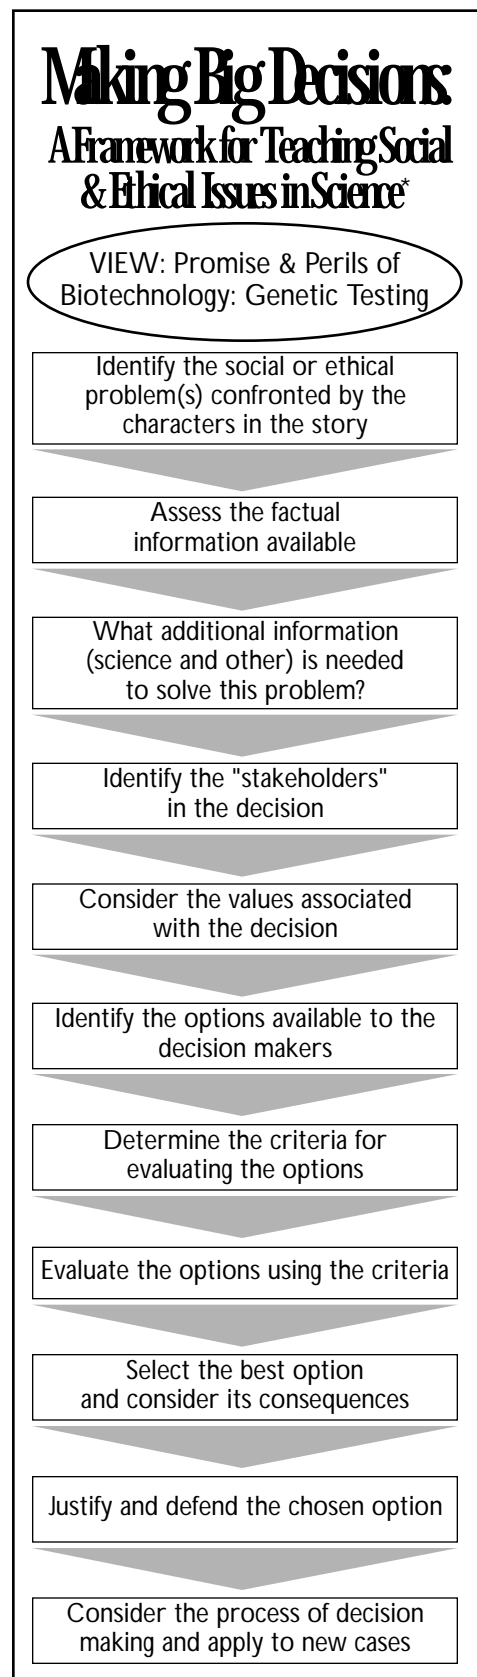 Making Big Decisions:
A Framework for Teaching Social
& Ethical Issues in Science*
VIEW: Promise & Perils of
Biotechnology: Genetic Testing
Identify the social or ethical
problem(s) confronted by the
characters in the story
Assess the factual
information available
What additional information
(science and other) is needed
to solve this problem?
Identify the "stakeholders"
in the decision
Consider the values associated
with the decision
Identify the options available to the
decision makers
Determine the criteria for
evaluating the options
Evaluate the options using the criteria
Select the best option
and consider its consequences
Justify and defend the chosen option
Consider the process of decision
making and apply to new cases